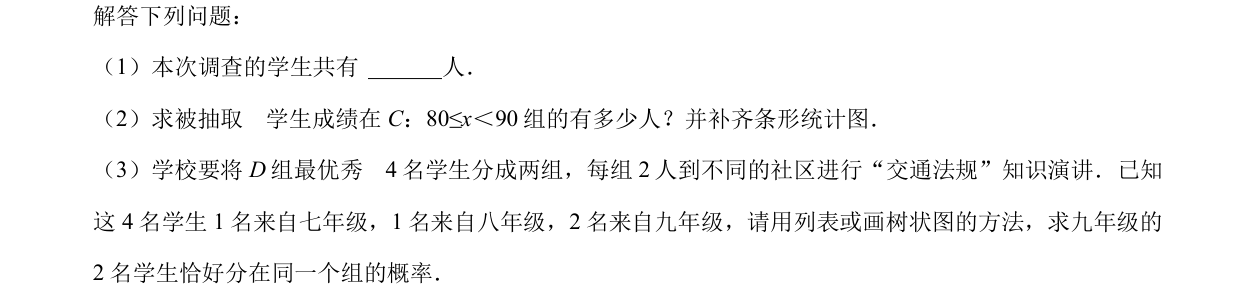 解答下列问题：
（1）本次调查的学生共有 ______人．
（2）求被抽取　学生成绩在 C：80≤x＜90 组的有多少人？并补齐条形统计图．
（3）学校要将 D 组最优秀　4 名学生分成两组，每组 2 人到不同的社区进行“交通法规”知识演讲．已知
这 4 名学生 1 名来自七年级，1 名来自八年级，2 名来自九年级，请用列表或画树状图的方法，求九年级的
2 名学生恰好分在同一个组的概率．